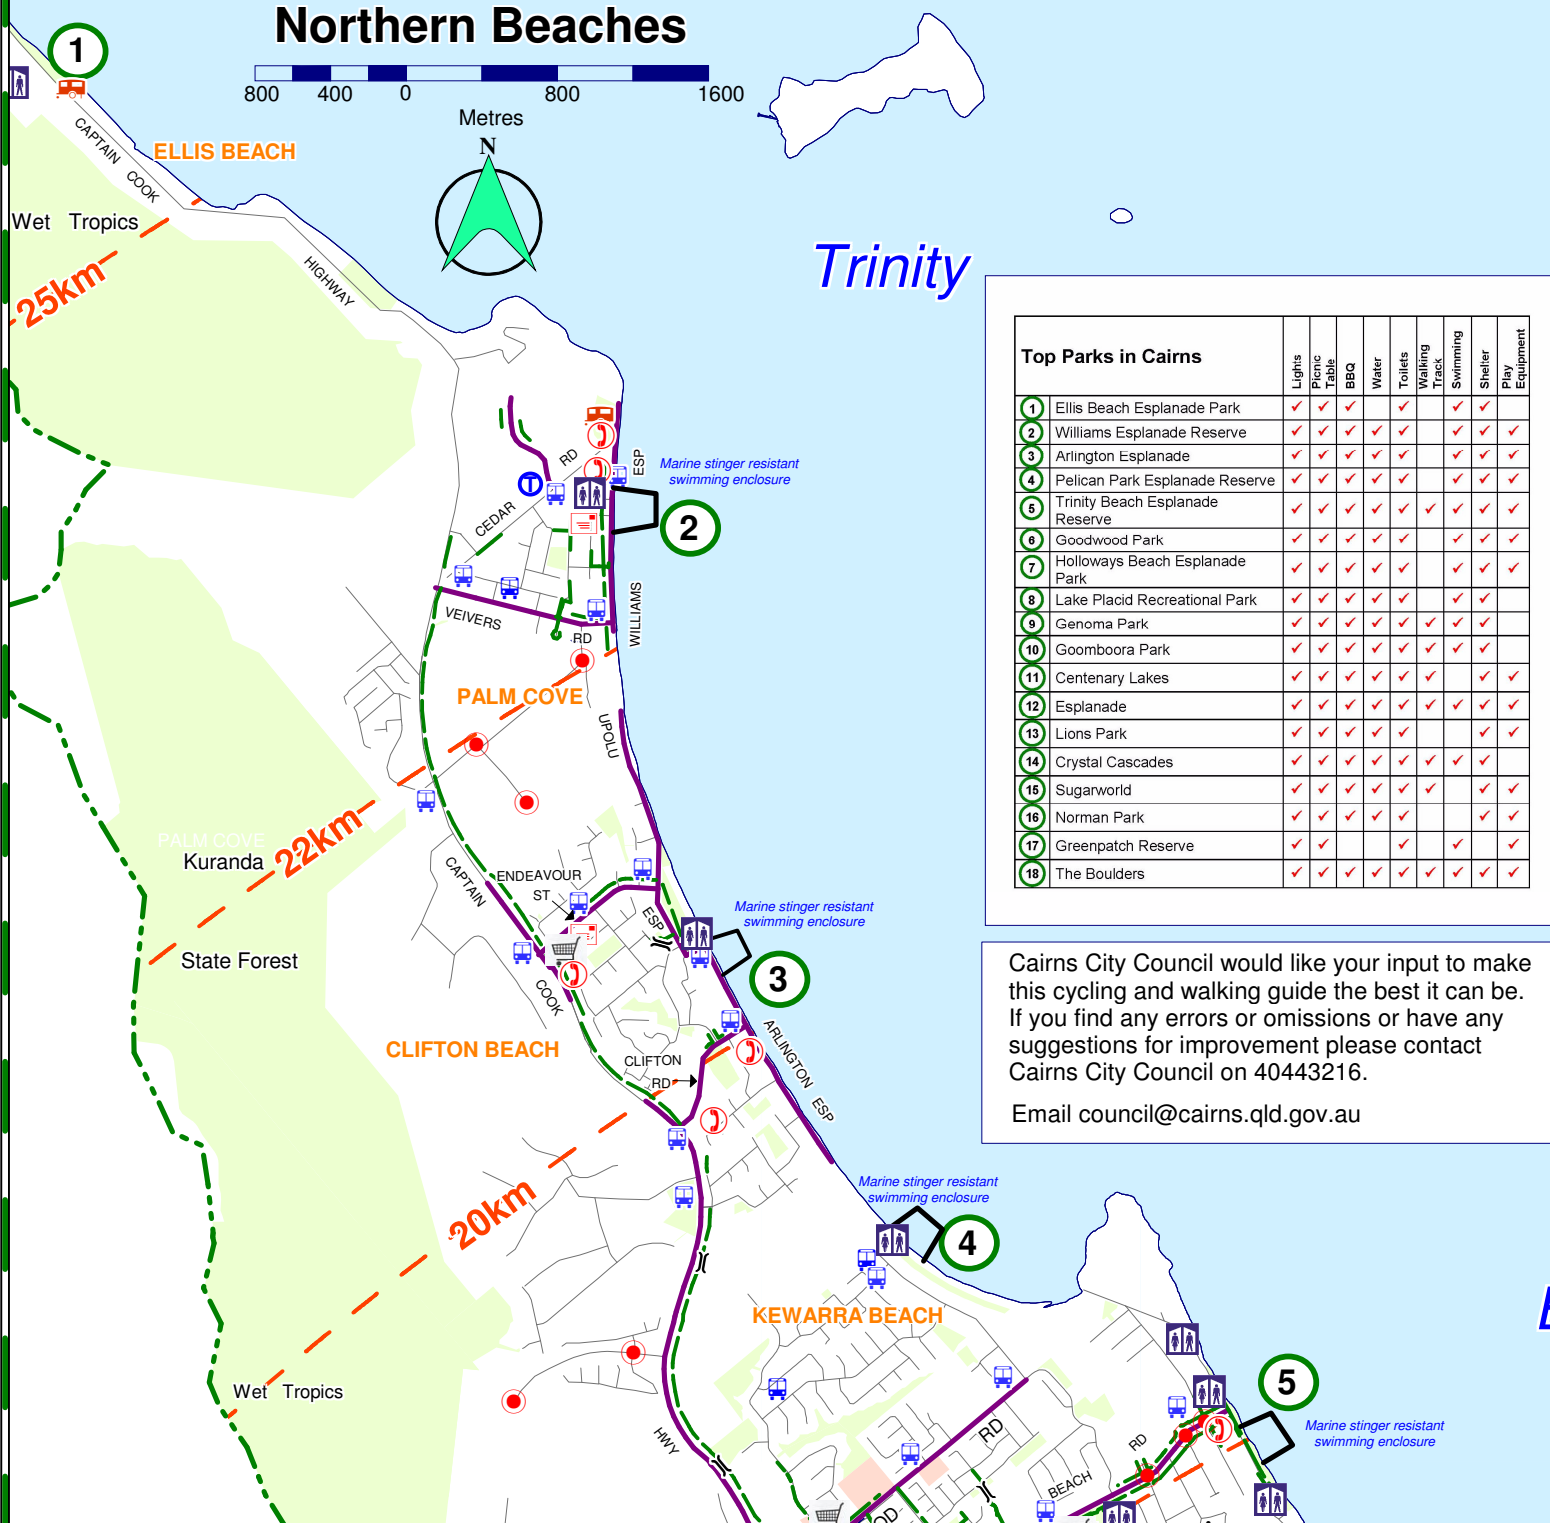 Northern Beaches
800 400 0 800 1600
Metres
N
1
CAPTAIN
COOK
HIGHWAY
ELLIS BEACH
Wet Tropics
25km
Trinity
CEDAR
RD
ESP
Marine stinger resistant
swimming enclosure
T
2
VEIVERS
RD
WILLIAMS
PALM COVE
UPOLU
PALM COVE
Kuranda
22km
State Forest
CAPTAIN
ENDEAVOUR
ST
ESP
COOK
Marine stinger resistant
swimming enclosure
3
CLIFTON BEACH
CLIFTON
RD
ARLINGTON
ESP
20km
Wet Tropics
HWY
Marine stinger resistant
swimming enclosure
4
KEWARRA BEACH
RD
BEACH
RD
OD
5
Marine stinger resistant
swimming enclosure
Top Parks in Cairns Lights Picnic Table BBQ Water Toilets Walking Track Swimming Shelter Play Equipment
1 Ellis Beach Esplanade Park ✓ ✓ ✓ ✓ ✓ ✓
2 Williams Esplanade Reserve ✓ ✓ ✓ ✓ ✓ ✓ ✓ ✓
3 Arlington Esplanade ✓ ✓ ✓ ✓ ✓ ✓ ✓ ✓
4 Pelican Park Esplanade Reserve ✓ ✓ ✓ ✓ ✓ ✓ ✓ ✓
5 Trinity Beach Esplanade
Reserve ✓ ✓ ✓ ✓ ✓ ✓ ✓ ✓ ✓
6 Goodwood Park ✓ ✓ ✓ ✓ ✓ ✓ ✓ ✓
7 Holloways Beach Esplanade
Park ✓ ✓ ✓ ✓ ✓ ✓ ✓ ✓
8 Lake Placid Recreational Park ✓ ✓ ✓ ✓ ✓ ✓ ✓
9 Genoma Park ✓ ✓ ✓ ✓ ✓ ✓ ✓ ✓
10 Goomboora Park ✓ ✓ ✓ ✓ ✓ ✓ ✓ ✓
11 Centenary Lakes ✓ ✓ ✓ ✓ ✓ ✓ ✓ ✓
12 Esplanade ✓ ✓ ✓ ✓ ✓ ✓ ✓ ✓ ✓
13 Lions Park ✓ ✓ ✓ ✓ ✓ ✓ ✓
14 Crystal Cascades ✓ ✓ ✓ ✓ ✓ ✓ ✓ ✓
15 Sugarworld ✓ ✓ ✓ ✓ ✓ ✓ ✓ ✓
16 Norman Park ✓ ✓ ✓ ✓ ✓ ✓ ✓
17 Greenpatch Reserve ✓ ✓ ✓ ✓ ✓
18 The Boulders ✓ ✓ ✓ ✓ ✓ ✓ ✓ ✓ ✓
Cairns City Council would like your input to make
this cycling and walking guide the best it can be.
If you find any errors or omissions or have any
suggestions for improvement please contact
Cairns City Council on 40443216.
Email council@cairns.qld.gov.au